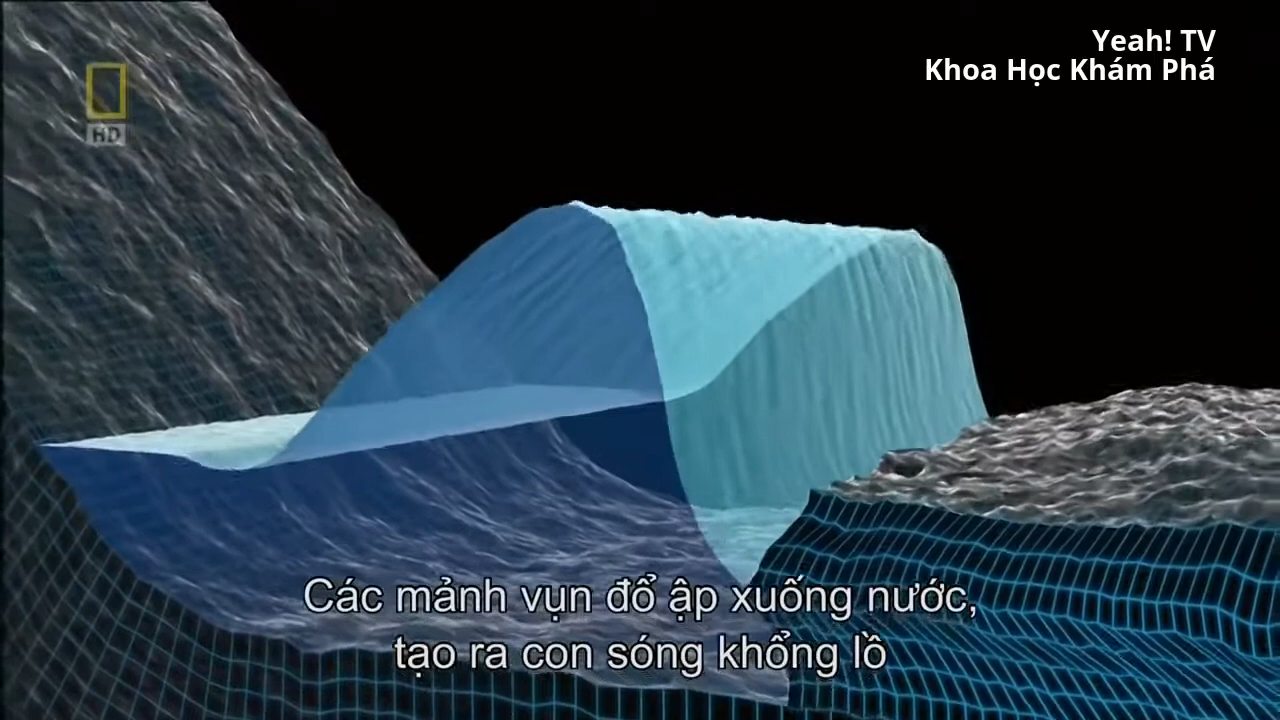 Yeah! TV
Khoa Học Khám Phá
HD
Các mảnh vụn đổ ập xuống nước,
tạo ra con sóng khổng lồ